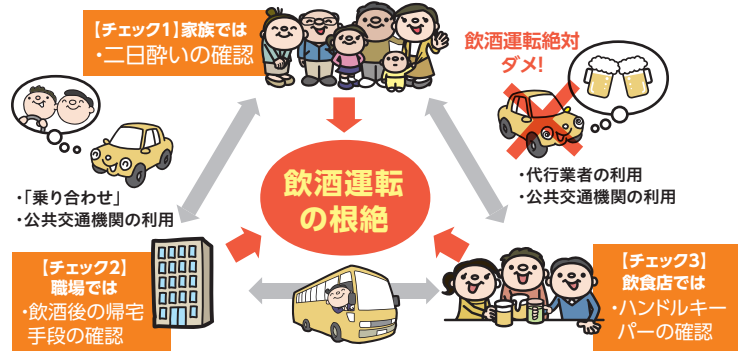 【チェック1】家族では
・二日酔いの確認
飲酒運転絶対
ダメ!
・「乗り合わせ」
・公共交通機関の利用
・代行業者の利用
・公共交通機関の利用
飲酒運転
の根絶
【チェック2】
職場では
・飲酒後の帰宅
手段の確認
【チェック3】
飲食店では
・ハンドルキー
パーの確認